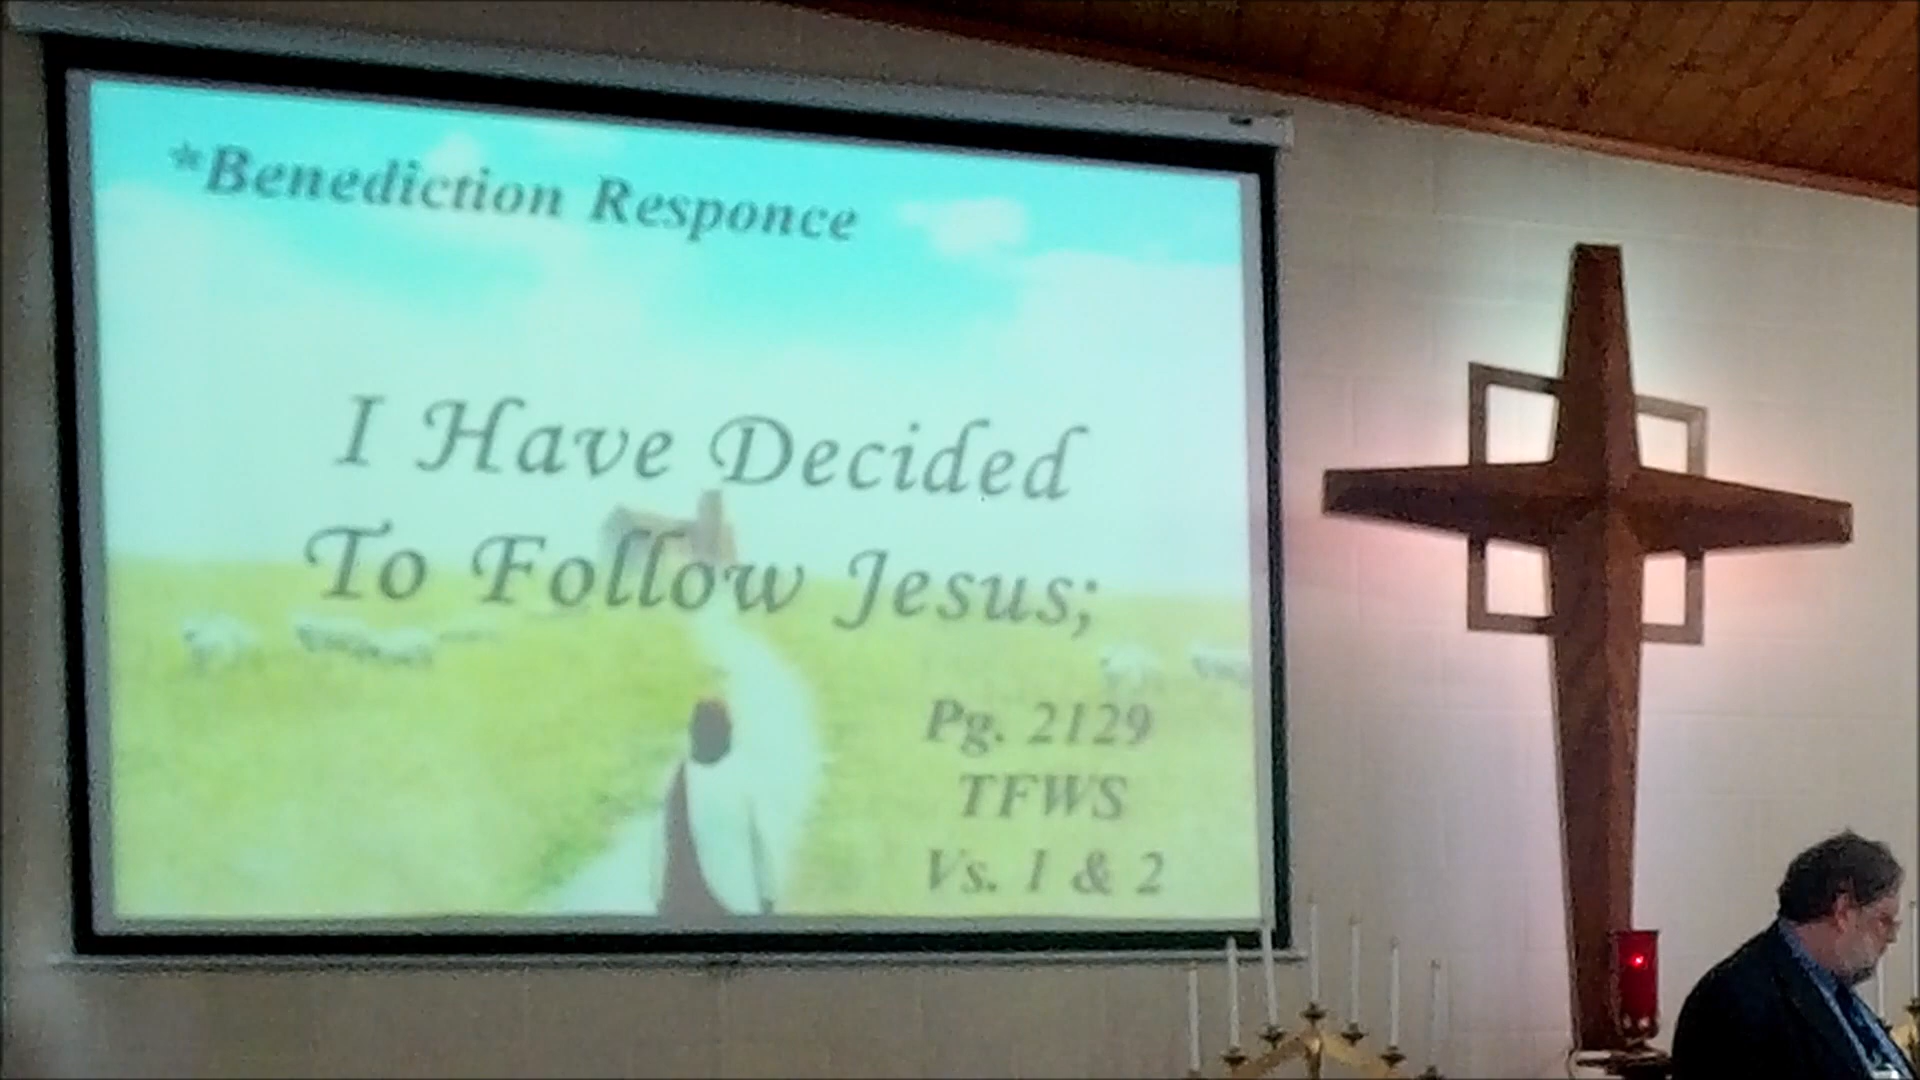 *Benediction Responce
I Have Decided
To Follow Jesus;
Pg. 2129
TFWS
Vs. 1 & 2